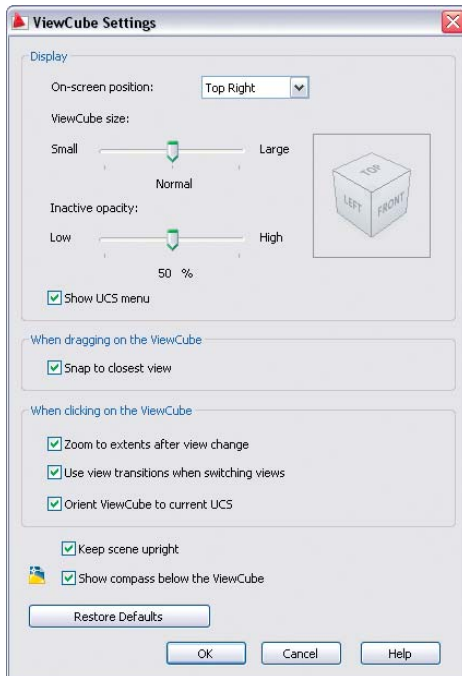 ViewCube Settings
Display
On-screen position: Top Right
ViewCube size:
Small Large
Normal
Inactive opacity:
Low High
50 %
TOP
LEFT FRONT
Show UCS menu
When dragging on the ViewCube
Snap to closest view
When clicking on the ViewCube
Zoom to extents after view change
Use view transitions when switching views
Orient ViewCube to current UCS
Keep scene upright
Show compass below the ViewCube
Restore Defaults
OK Cancel Help